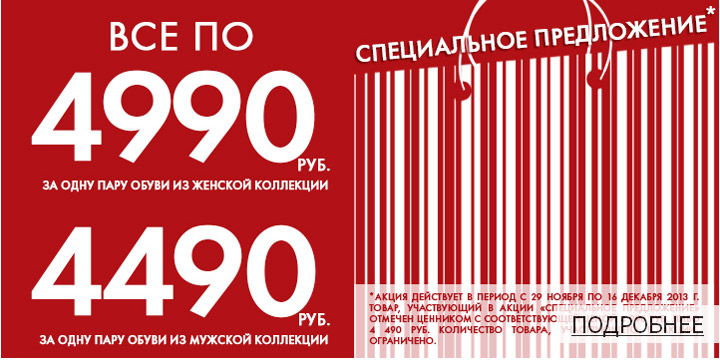 ВСЕ ПО
4990
РУБ.
ЗА ОДНУ ПАРУ ОБУВИ ИЗ ЖЕНСКОЙ КОЛЛЕКЦИИ
4490
РУБ.
ЗА ОДНУ ПАРУ ОБУВИ ИЗ МУЖСКОЙ КОЛЛЕКЦИИ
СПЕЦИАЛЬНОЕ ПРЕДЛОЖЕНИЕ*
*АКЦИЯ ДЕЙСТВУЕТ В ПЕРИОД С 29 НОЯБРЯ ПО 16 ДЕКАБРЯ 2013 Г.
ТОВАР, УЧАСТВУЮЩИЙ В АКЦИИ «СПЕЦИАЛЬНОЕ ПРЕДЛОЖЕНИЕ»
ОТМЕЧЕН ЦЕННИКОМ С
4 490 РУБ. КОЛИЧЕСТВО ТОВАРА,
ОГРАНИЧЕНО.
ПОДРОБНЕЕ